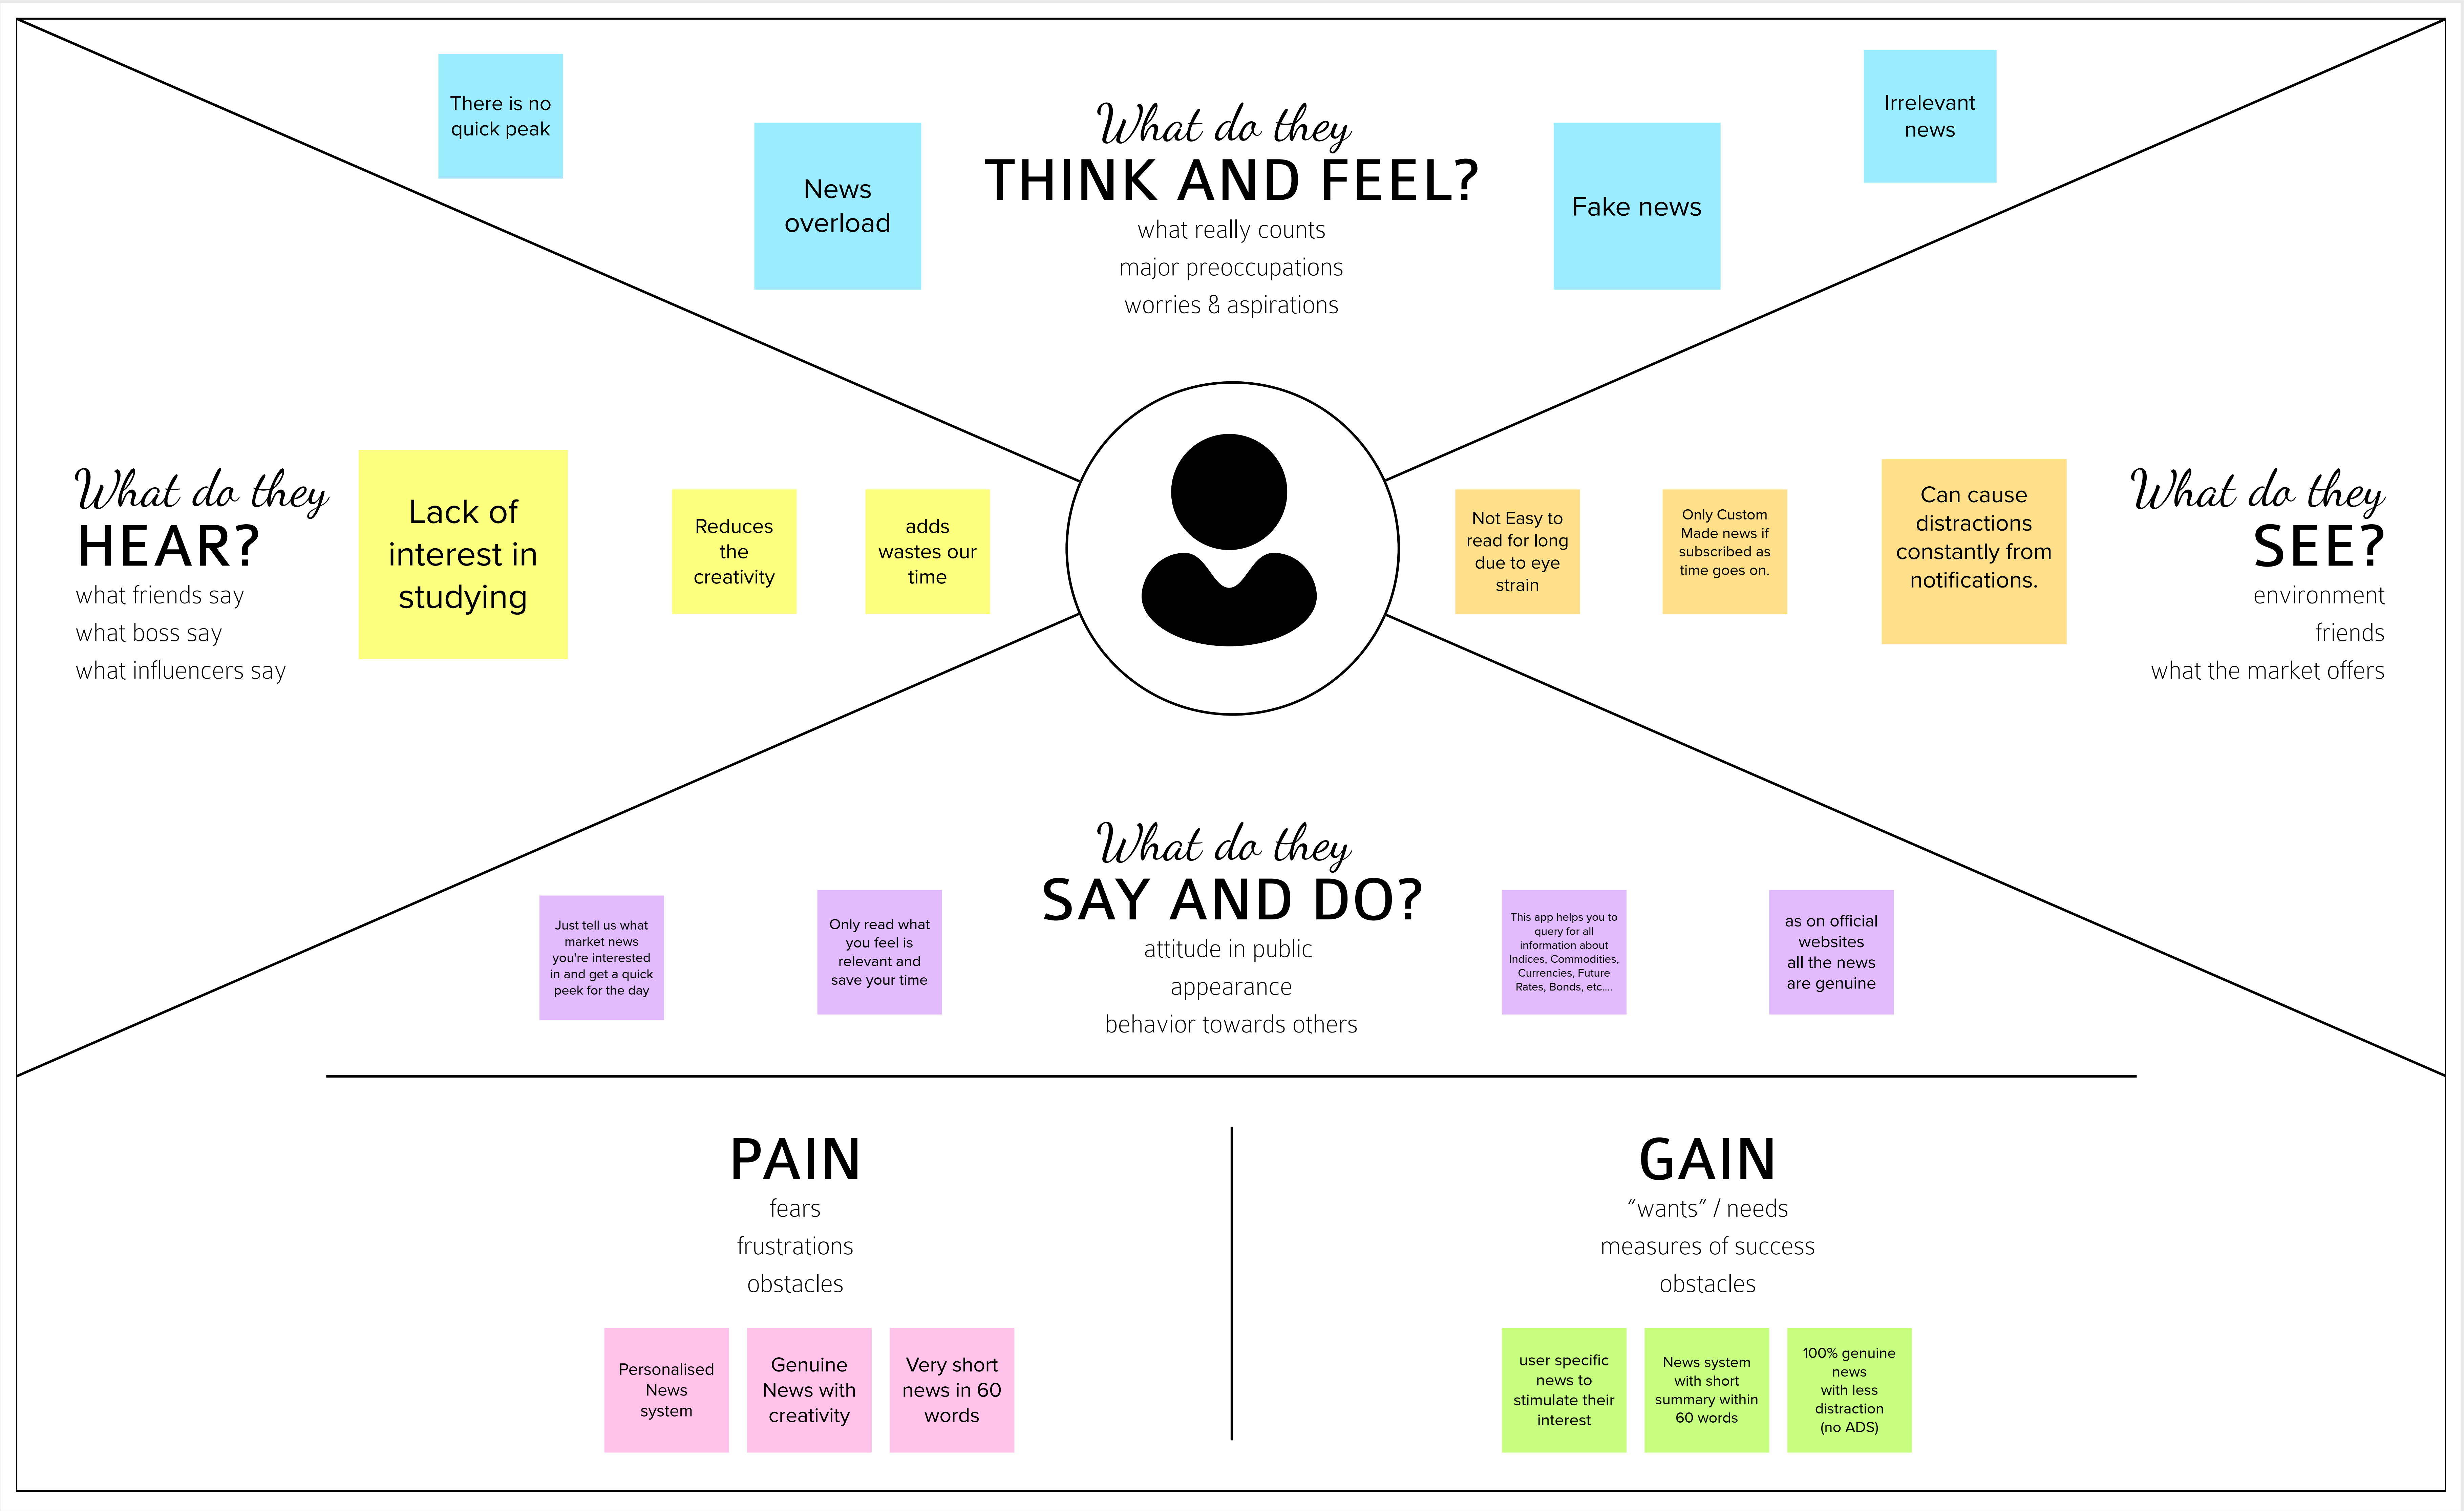 There is no
quick peak
News
overload
What do they
THINK AND FEEL?
what really counts
major preoccupations
worries & aspirations
Fake news
Irrelevant
news
What do they
HEAR?
what friends say
what boss say
what influencers say
Lack of
interest in
studying
Reduces
the
creativity
adds
wastes our
time
Not Easy to
read for long
due to eye
strain
Only Custom
Made news if
subscribed as
time goes on.
Can cause
distractions
constantly from
notifications.
What do they
SEE?
environment
friends
what the market offers
What do they
SAY AND DO?
attitude in public
appearance
behavior towards others
Just tell us what
market news
you're interested
in and get a quick
peek for the day
Only read what
you feel is
relevant and
save your time
This app helps you to
query for all
information about
Indices, Commodities,
Currencies, Future
Rates, Bonds, etc....
as on official
websites
all the news
are genuine
PAIN
fears
frustrations
obstacles
Personalised
News
system
Genuine
News with
creativity
Very short
news in 60
words
GAIN
“wants” / needs
measures of success
obstacles
user specific
news to
stimulate their
interest
News system
with short
summary within
60 words
100% genuine
news
with less
distraction
(no ADS)